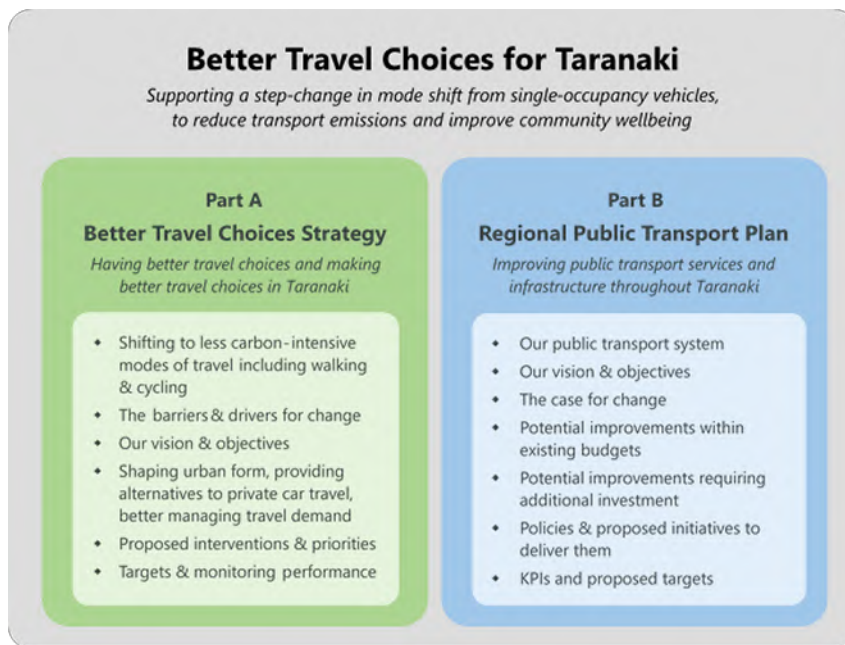 Better Travel Choices for Taranaki
Supporting a step-change in mode shift from single-occupancy vehicles,
to reduce transport emissions and improve community wellbeing
Part A
Better Travel Choices Strategy
Having better travel choices and making
better travel choices in Taranaki
• Shifting to less carbon-intensive
modes of travel including walking
& cycling
• The barriers & drivers for change
• Our vision & objectives
• Shaping urban form, providing
alternatives to private car travel,
better managing travel demand
• Proposed interventions & priorities
• Targets & monitoring performance
Part B
Regional Public Transport Plan
Improving public transport services and
infrastructure throughout Taranaki
• Our public transport system
• Our vision & objectives
• The case for change
• Potential improvements within
existing budgets
• Potential improvements requiring
additional investment
• Policies & proposed initiatives to
deliver them
• KPIs and proposed targets